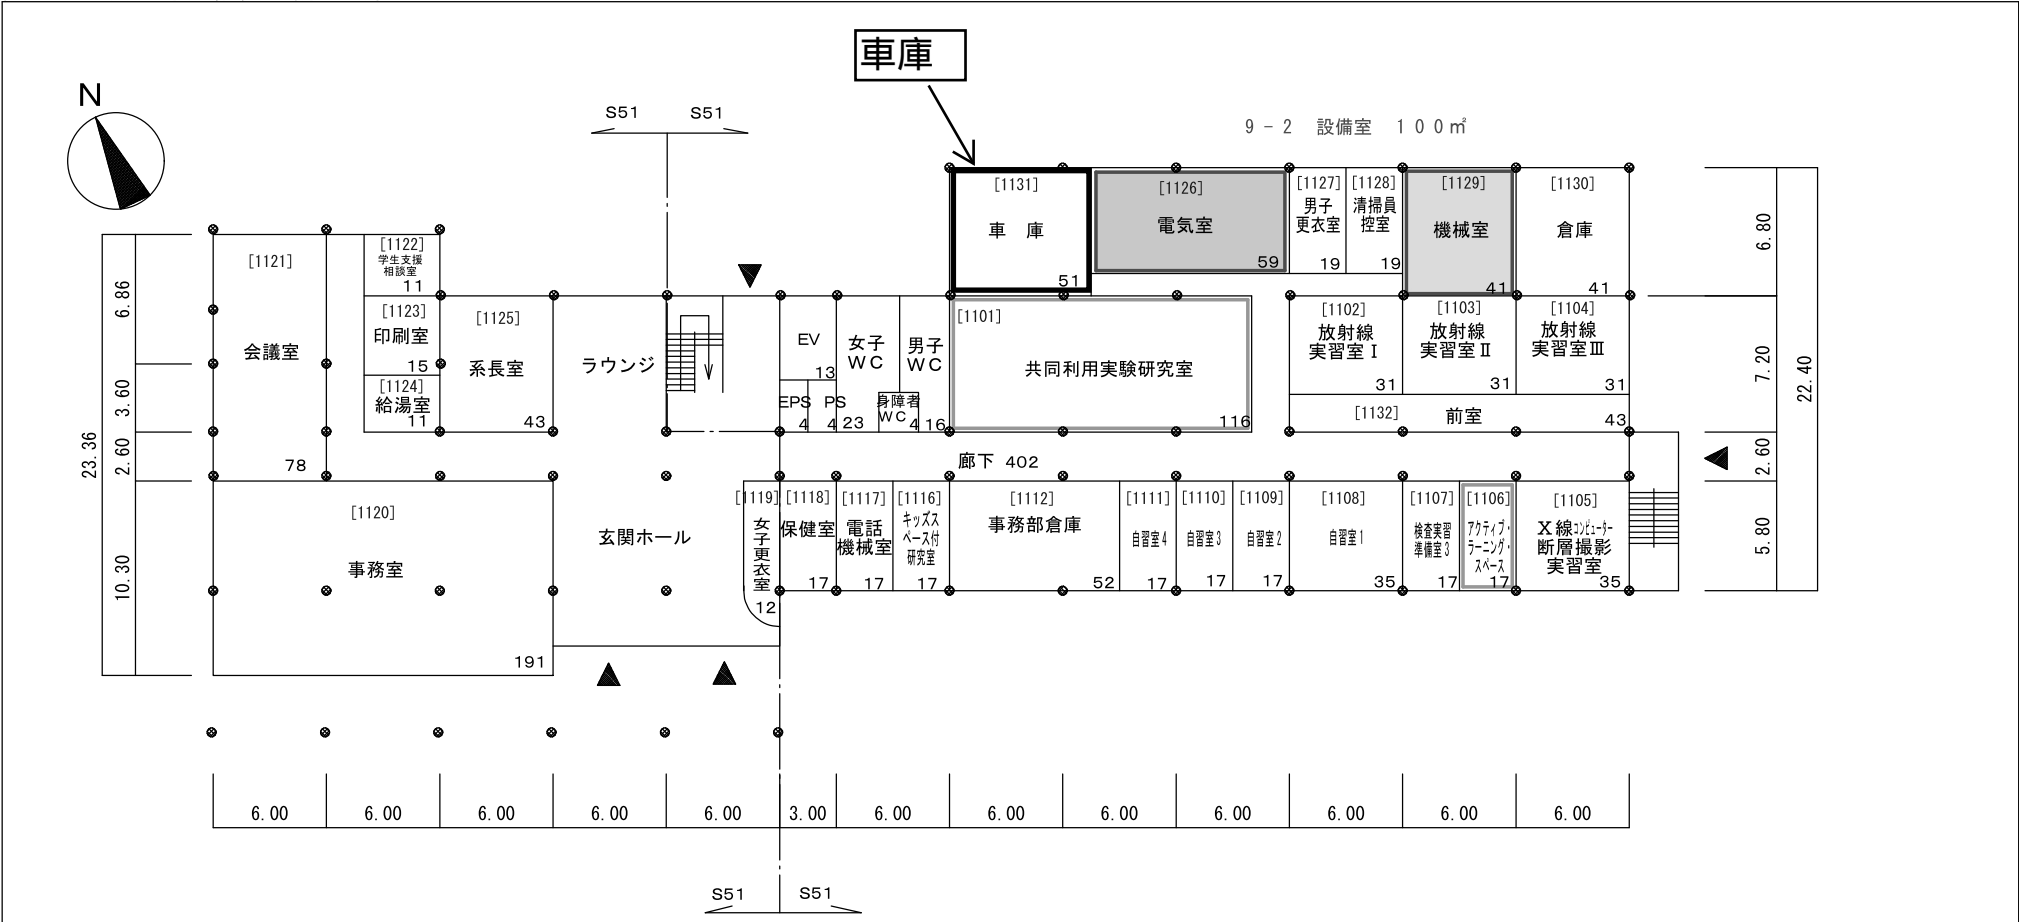 車庫
N
S51 S51
9-2 設備室 100㎡
[1131]
車 庫
51
[1126]
電気室
59
[1127]
男子
更衣室
19
[1128]
清掃員
控室
19
[1129]
機械室
41
[1130]
倉庫
41
[1121]
会議室
78
[1122]
学生支援
相談室
11
[1123]
印刷室
15
[1124]
給湯室
11
[1125]
系長室
43
ラウンジ
EV
13
EPS
4
PS
4
女子
WC
23
男子
WC
16
身障者
WC
4
[1101]
共同利用実験研究室
116
[1102]
放射線
実習室Ⅰ
31
[1103]
放射線
実習室Ⅱ
31
[1104]
放射線
実習室Ⅲ
31
[1132] 前室
43
廊下 402
[1120]
事務室
191
玄関ホール
[1119]
女子更衣室
12
[1118]
保健室
17
[1117]
電話
機械室
17
[1116]
キッズス
ペース付
研究室
17
[1112]
事務部倉庫
52
[1111]
自習室4
17
[1110]
自習室3
17
[1109]
自習室2
17
[1108]
自習室1
35
[1107]
検査実習
準備室3
17
[1106]
アクティブ・
ラーニング・
スペース
17
[1105]
X線コンピューター
断層撮影
実習室
35
23.36
6.86
3.60
2.60
10.30
6.80
7.20
2.60
5.80
22.40
6.00 6.00 6.00 6.00 6.00 3.00 6.00 6.00 6.00 6.00 6.00 6.00 6.00
S51 S51